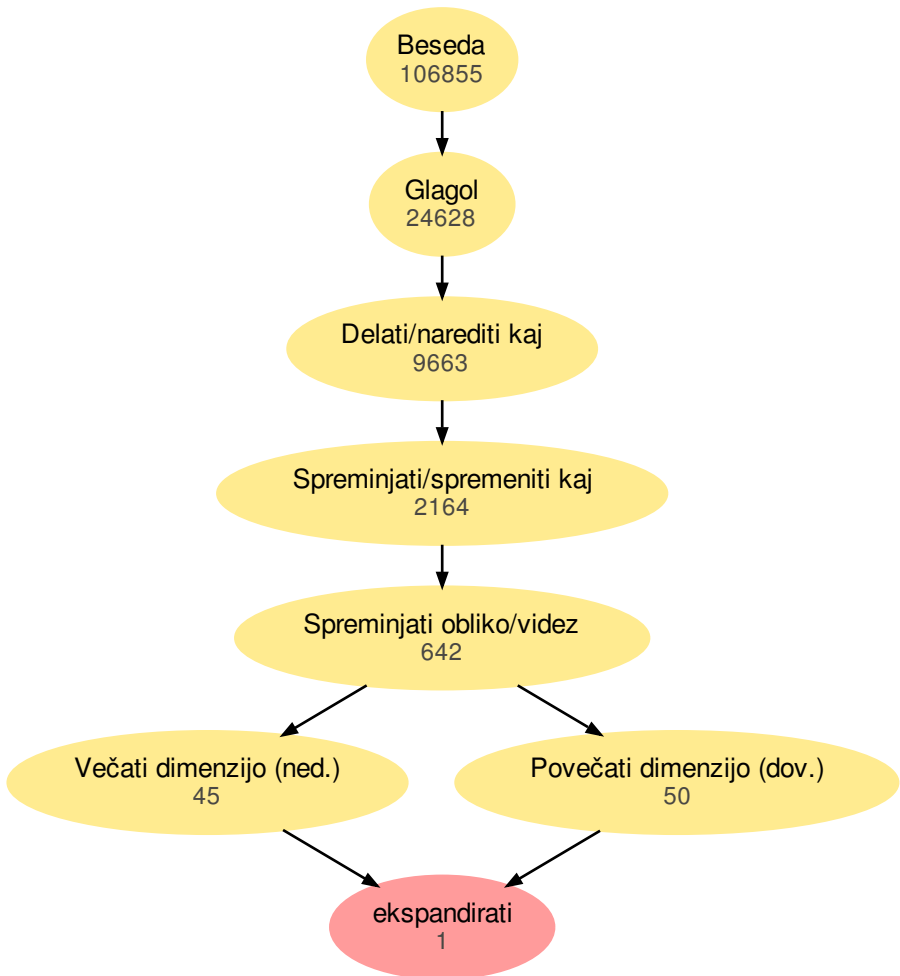 Beseda
106855
Glagol
24628
Delati/narediti kaj
9663
Spreminjati/spremeniti kaj
2164
Spreminjati obliko/videz
642
Večati dimenzijo (ned.)
45
Povečati dimenzijo (dov.)
50
ekspandirati
1